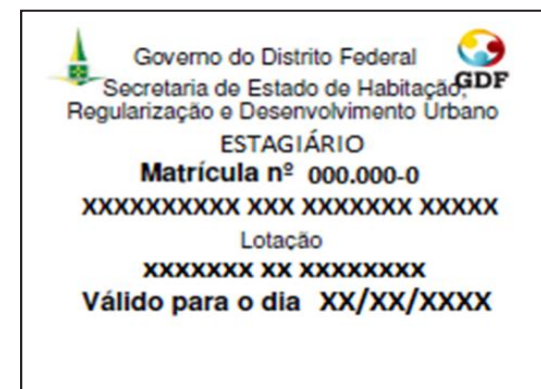 Governo do Distrito Federal
GDF
Secretaria de Estado de Habitação,
Regularização e Desenvolvimento Urbano
ESTAGIÁRIO
Matrícula nº 000.000-0
XXXXXXXXXX XXX XXXXXXX XXXXX
Lotação
XXXXXXX XX XXXXXXXX
Válido para o dia XX/XX/XXXX